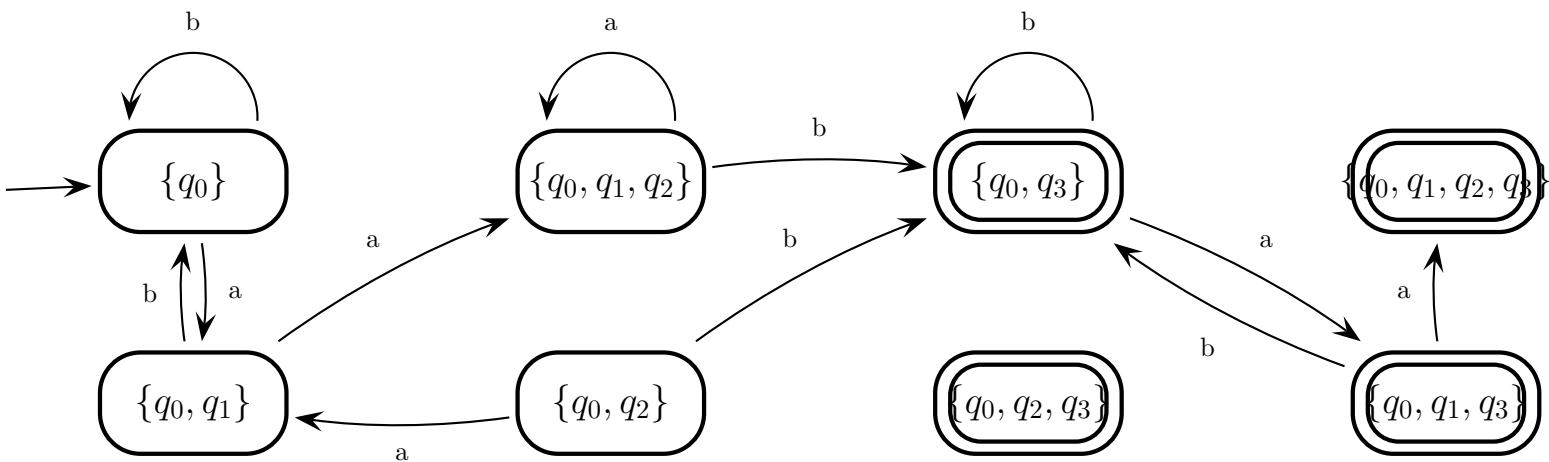 b a b
b
{q₀} {q₀, q₁, q₂} {q₀, q₃} {q₀, q₁, q₂, q₃}
a b a
b a a
b
{q₀, q₁} {q₀, q₂} {q₀, q₂, q₃} {q₀, q₁, q₃}
a